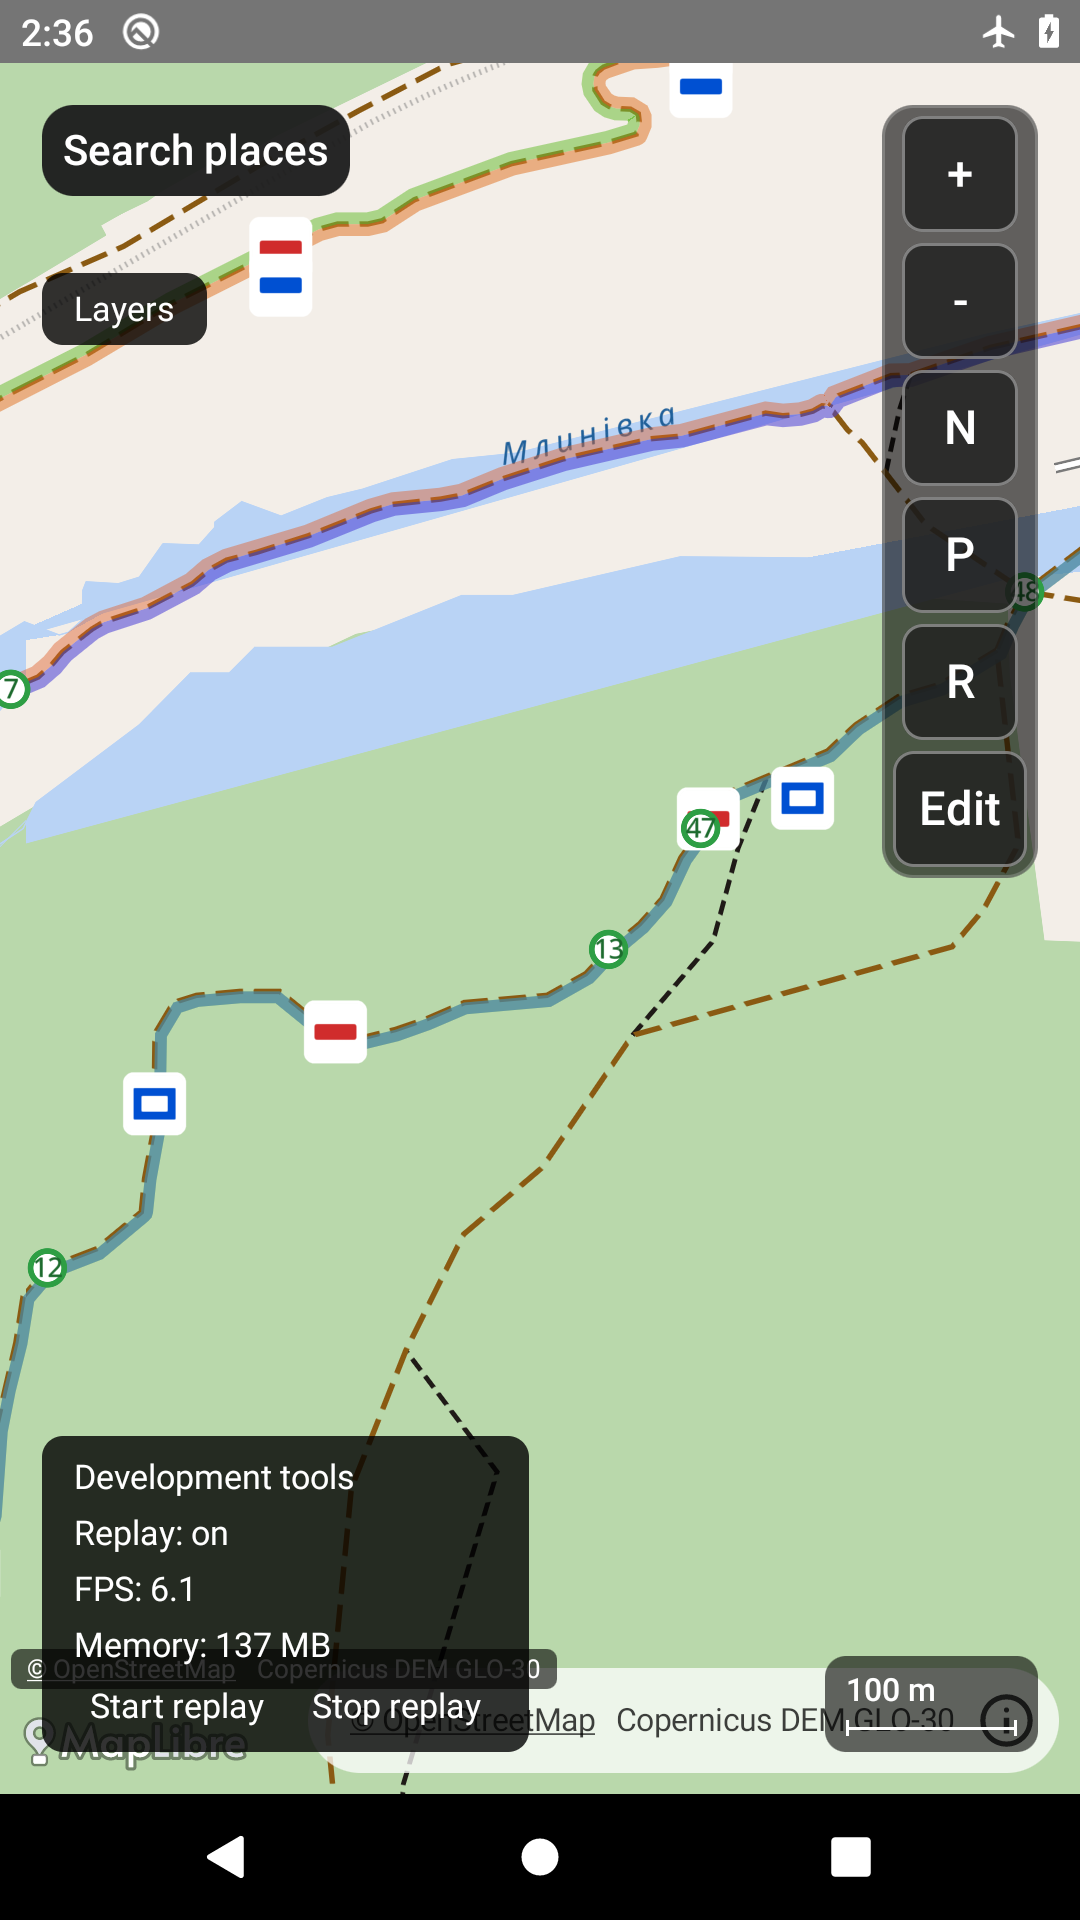 2:36
Search places
+
Layers
-
Млинівка
N
P
48
R
7
Edit
47
13
12
Development tools
Replay: on
FPS: 6.1
Memory: 137 MB
© OpenStreetMap Copernicus DEM GLO-30
Start replay Stop replay
100 m
© OpenStreetMap Copernicus DEM GLO-30
MapLibre